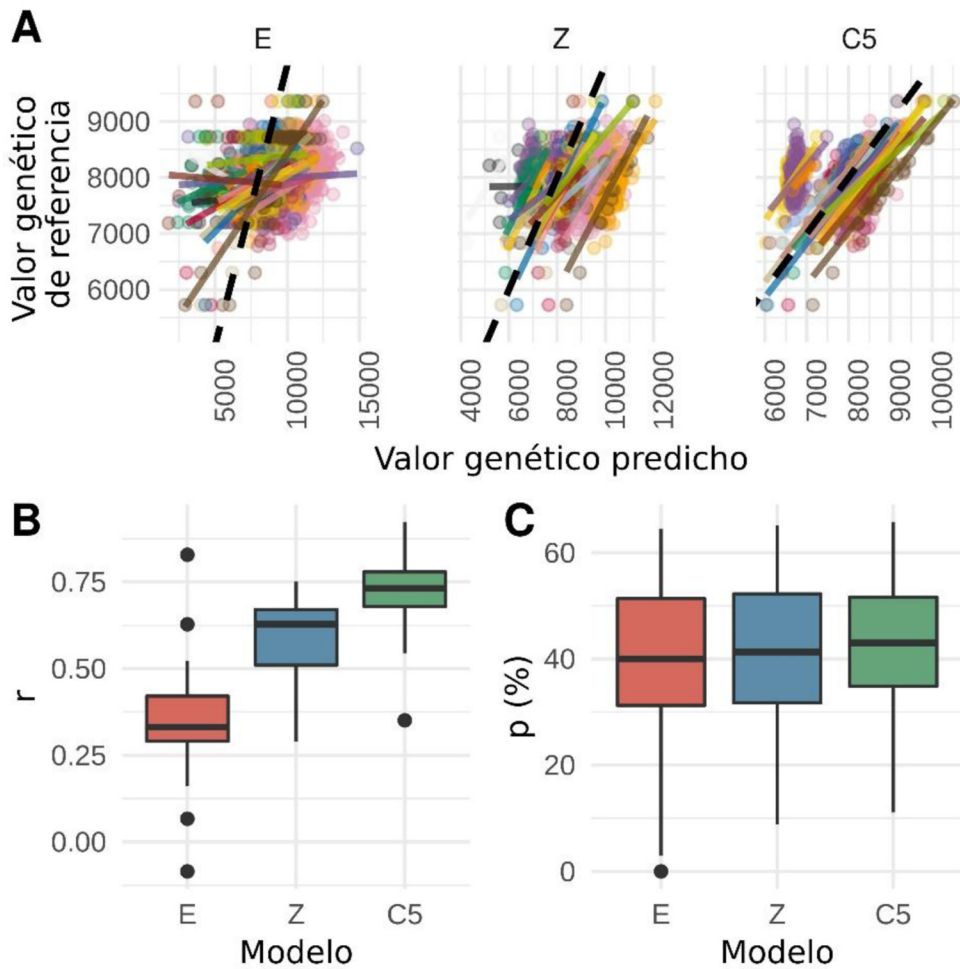 A
E
Z
C5
Valor genético
de referencia
9000
8000
7000
6000
5000
10000
15000
4000
6000
8000
10000
12000
6000
7000
8000
9000
10000
Valor genético predicho
B
r
0.75
0.50
0.25
0.00
E
Z
C5
Modelo
C
p (%)
60
40
20
0
E
Z
C5
Modelo